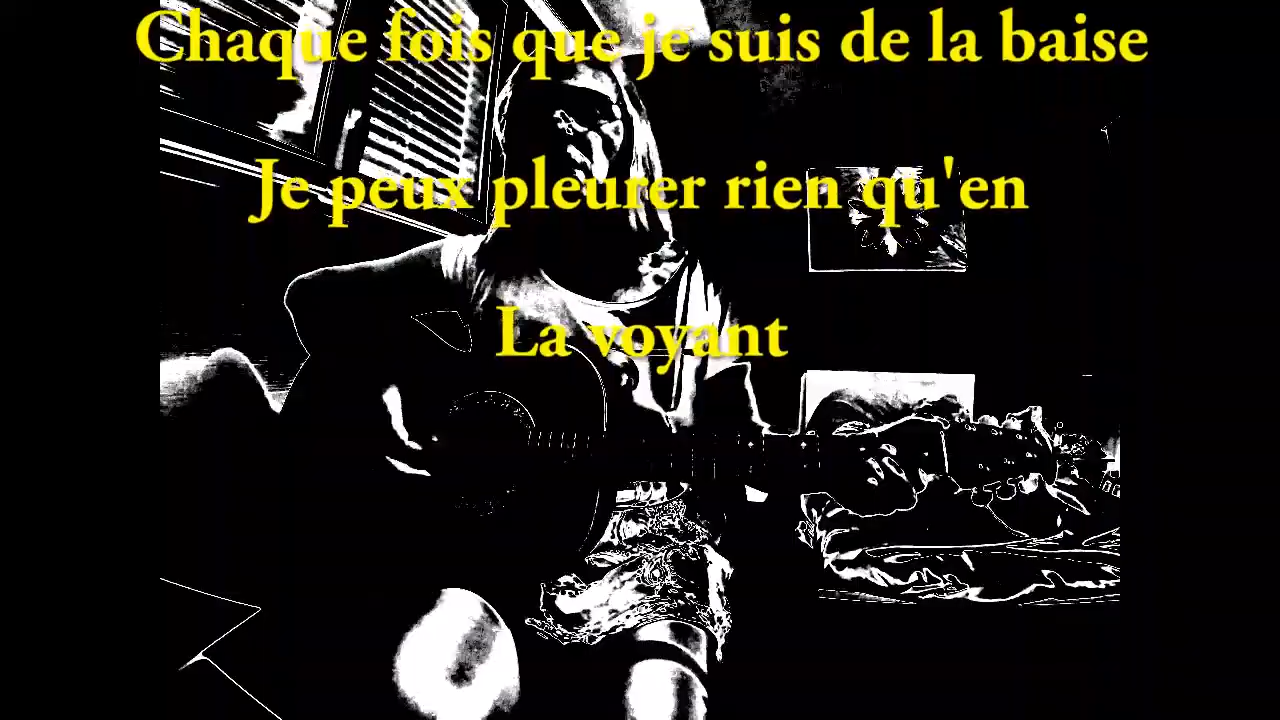 Chaque fois que je suis de la baise
Je peux pleurer rien qu'en
La voyant